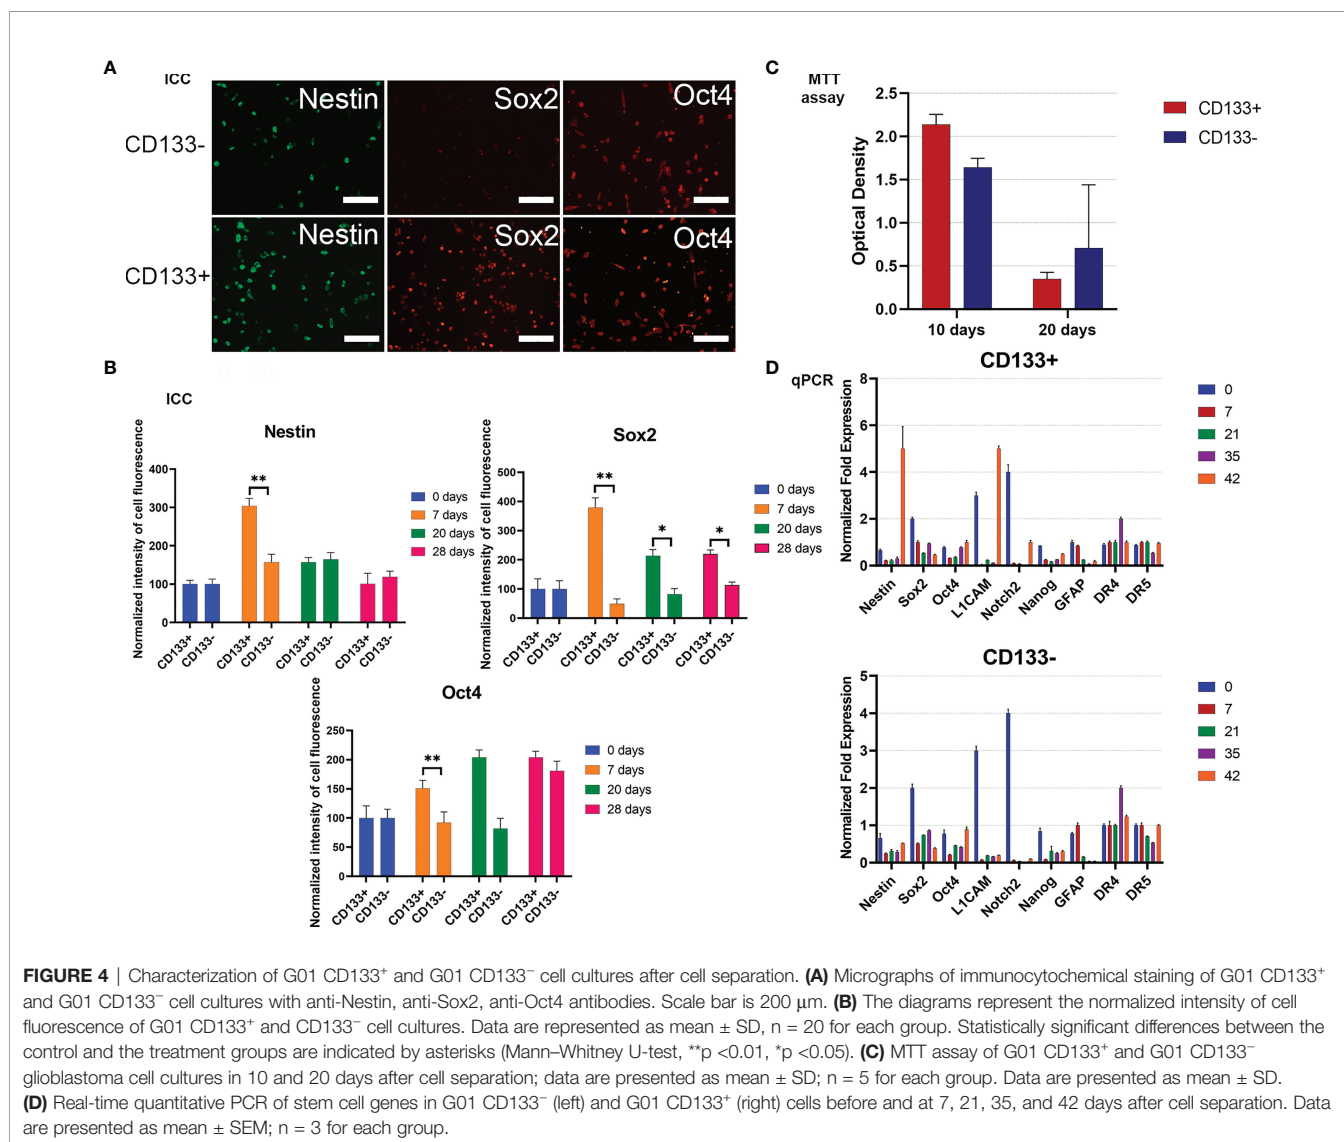 A
ICC
Nestin
Sox2
Oct4
CD133-
Nestin
Sox2
Oct4
CD133+
B
ICC
Nestin
Normalized intensity of cell fluorescence
400
300
200
100
0
**
CD133+
CD133-
CD133+
CD133-
CD133+
CD133-
CD133+
CD133-
0 days
7 days
20 days
28 days
Sox2
Normalized intensity of cell fluorescence
500
400
300
200
100
0
**
*
*
CD133+
CD133-
CD133+
CD133-
CD133+
CD133-
CD133+
CD133-
0 days
7 days
20 days
28 days
Oct4
Normalized intensity of cell fluorescence
250
200
150
100
50
0
**
CD133+
CD133-
CD133+
CD133-
CD133+
CD133-
CD133+
CD133-
0 days
7 days
20 days
28 days
C
MTT
assay
Optical Density
2.5
2.0
1.5
1.0
0.5
0.0
10 days
20 days
CD133+
CD133-
D
qPCR
CD133+
Normalized Fold Expression
8
6
4
2
0
Nestin
Sox2
Oct4
L1CAM
Notch2
Nanog
GFAP
DR4
DR5
0
7
21
35
42
CD133-
Normalized Fold Expression
5
4
3
2
1
0
Nestin
Sox2
Oct4
L1CAM
Notch2
Nanog
GFAP
DR4
DR5
0
7
21
35
42
FIGURE 4 | Characterization of G01 CD133⁺ and G01 CD133⁻ cell cultures after cell separation. (A) Micrographs of immunocytochemical staining of G01 CD133⁺
and G01 CD133⁻ cell cultures with anti-Nestin, anti-Sox2, anti-Oct4 antibodies. Scale bar is 200 μm. (B) The diagrams represent the normalized intensity of cell
fluorescence of G01 CD133⁺ and CD133⁻ cell cultures. Data are represented as mean ± SD, n = 20 for each group. Statistically significant differences between the
control and the treatment groups are indicated by asterisks (Mann–Whitney U-test, **p <0.01, *p <0.05). (C) MTT assay of G01 CD133⁺ and G01 CD133⁻
glioblastoma cell cultures in 10 and 20 days after cell separation; data are presented as mean ± SD; n = 5 for each group. Data are presented as mean ± SD.
(D) Real-time quantitative PCR of stem cell genes in G01 CD133⁻ (left) and G01 CD133⁺ (right) cells before and at 7, 21, 35, and 42 days after cell separation. Data
are presented as mean ± SEM; n = 3 for each group.